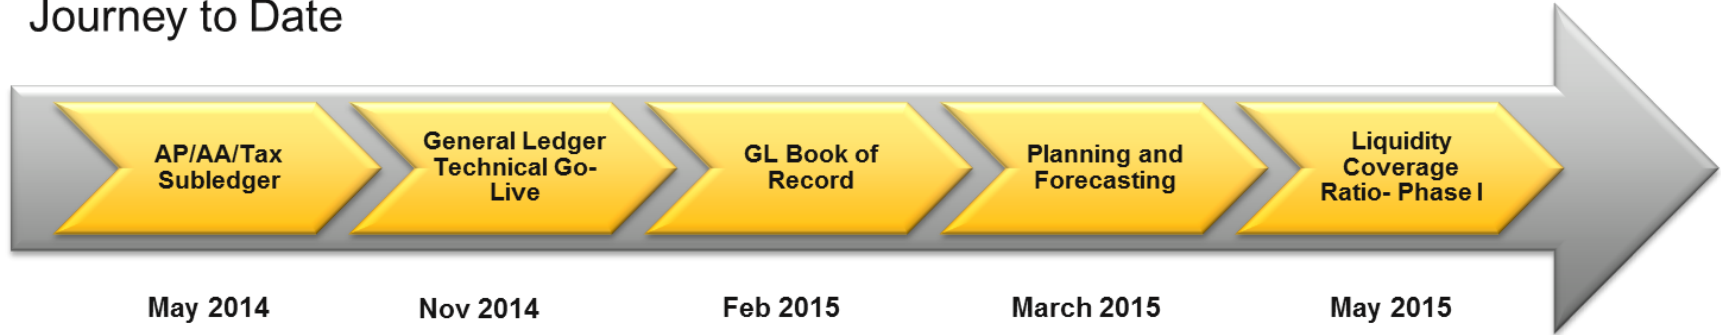 Journey to Date
AP/AA/Tax
Subledger
General Ledger
Technical Go-
Live
GL Book of
Record
Planning and
Forecasting
Liquidity
Coverage
Ratio- Phase I
May 2014
Nov 2014
Feb 2015
March 2015
May 2015